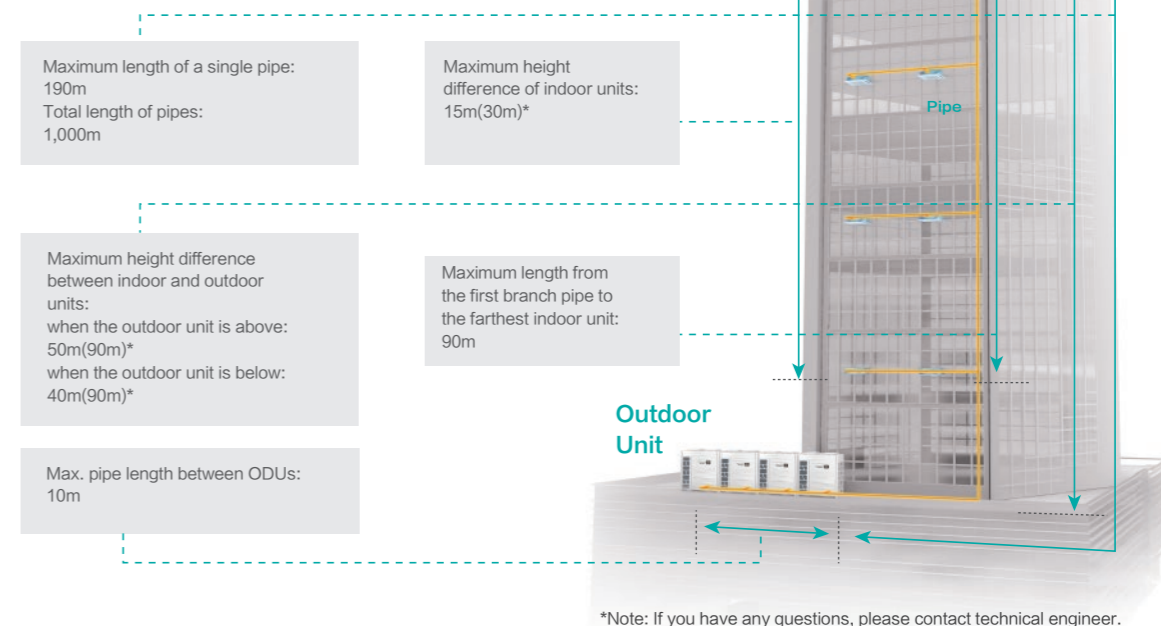 Maximum length of a single pipe:
190m
Total length of pipes:
1,000m
Maximum height
difference of indoor units:
15m(30m)*
Pipe
Maximum height difference
between indoor and outdoor
units:
when the outdoor unit is above:
50m(90m)*
when the outdoor unit is below:
40m(90m)*
Maximum length from
the first branch pipe to
the farthest indoor unit:
90m
Outdoor
Unit
Max. pipe length between ODUs:
10m
*Note: If you have any questions, please contact technical engineer.